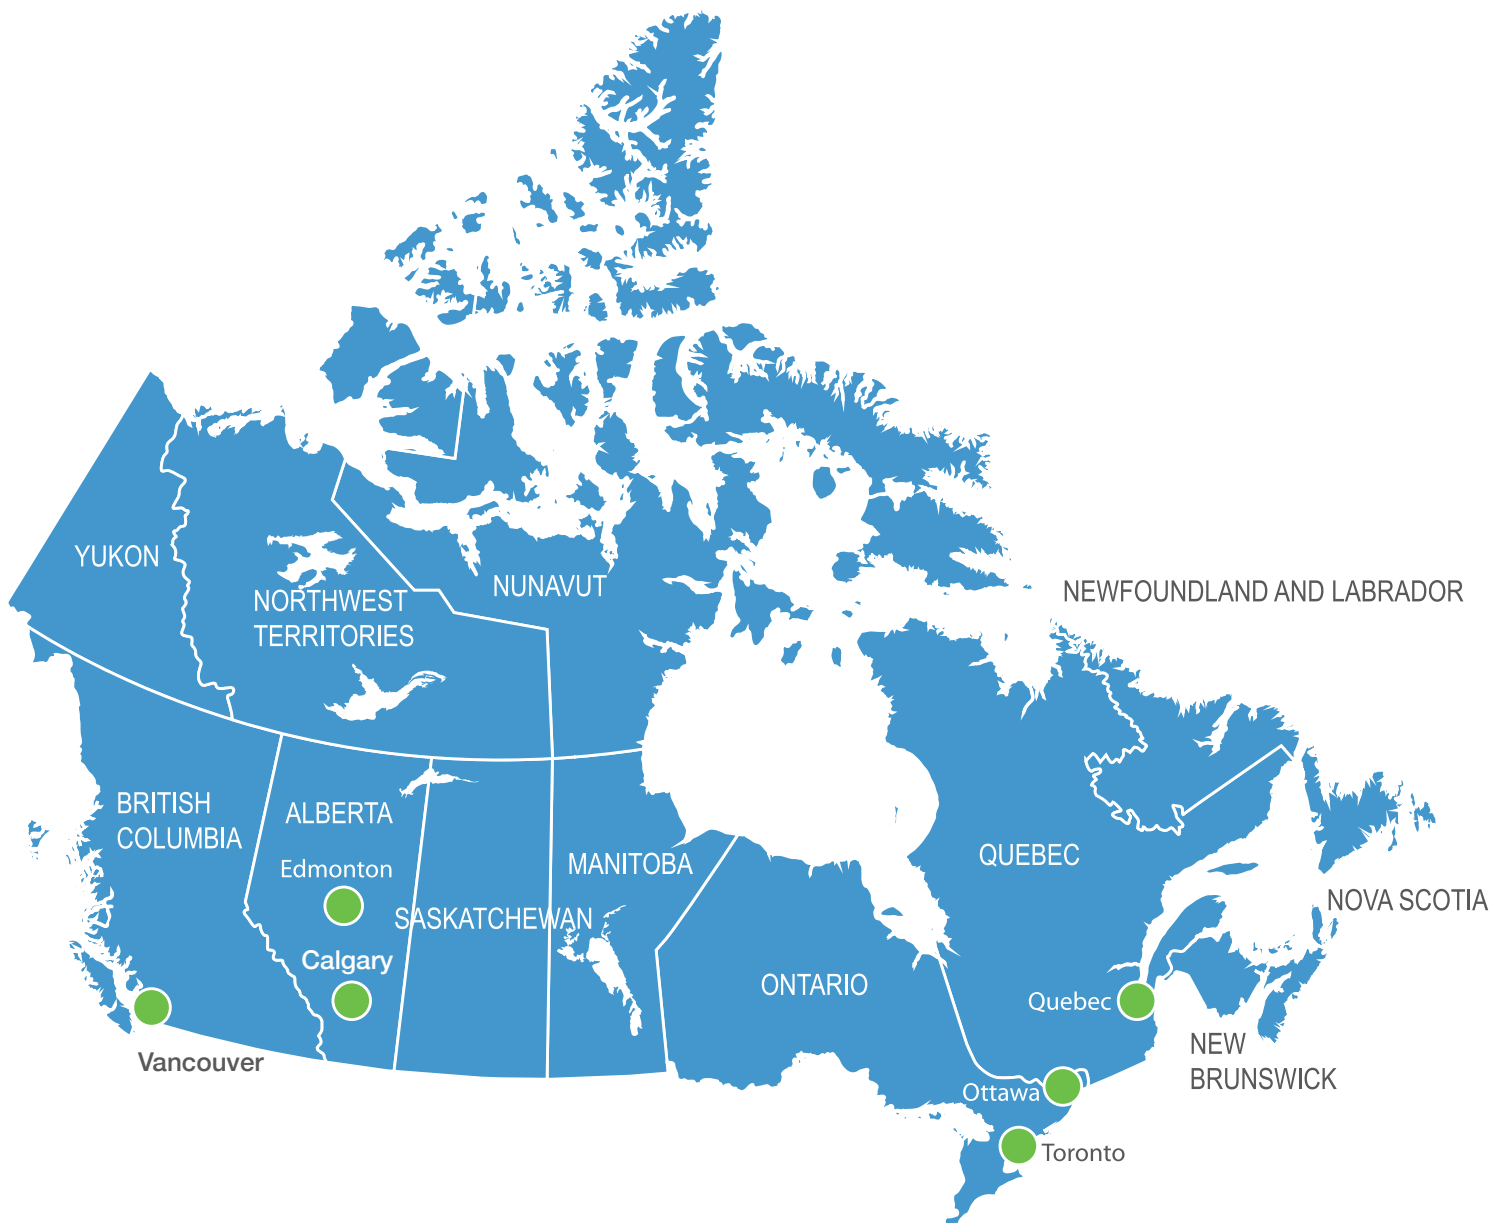 YUKON
NORTHWEST
TERRITORIES
NUNAVUT
NEWFOUNDLAND AND LABRADOR
BRITISH
COLUMBIA
ALBERTA
Edmonton
SASKATCHEWAN
MANITOBA
QUEBEC
NOVA SCOTIA
Calgary
ONTARIO
Quebec
Vancouver
NEW
BRUNSWICK
Ottawa
Toronto